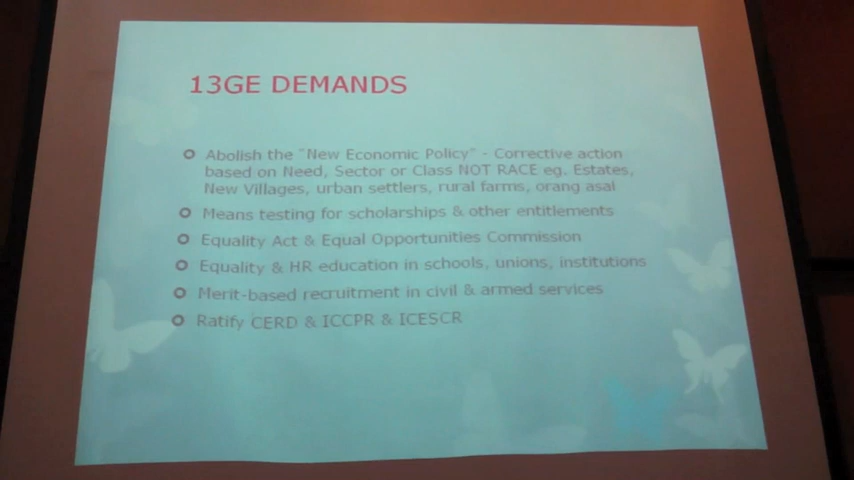 13GE DEMANDS
Abolish the "New Economic Policy" - Corrective action
based on Need, Sector or Class NOT RACE eg. Estates,
New Villages, urban settlers, rural farms, orang asal
Means testing for scholarships & other entitlements
Equality Act & Equal Opportunities Commission
Equality & HR education in schools, unions, institutions
Merit-based recruitment in civil & armed services
Ratify CERD & ICCPR & ICESCR